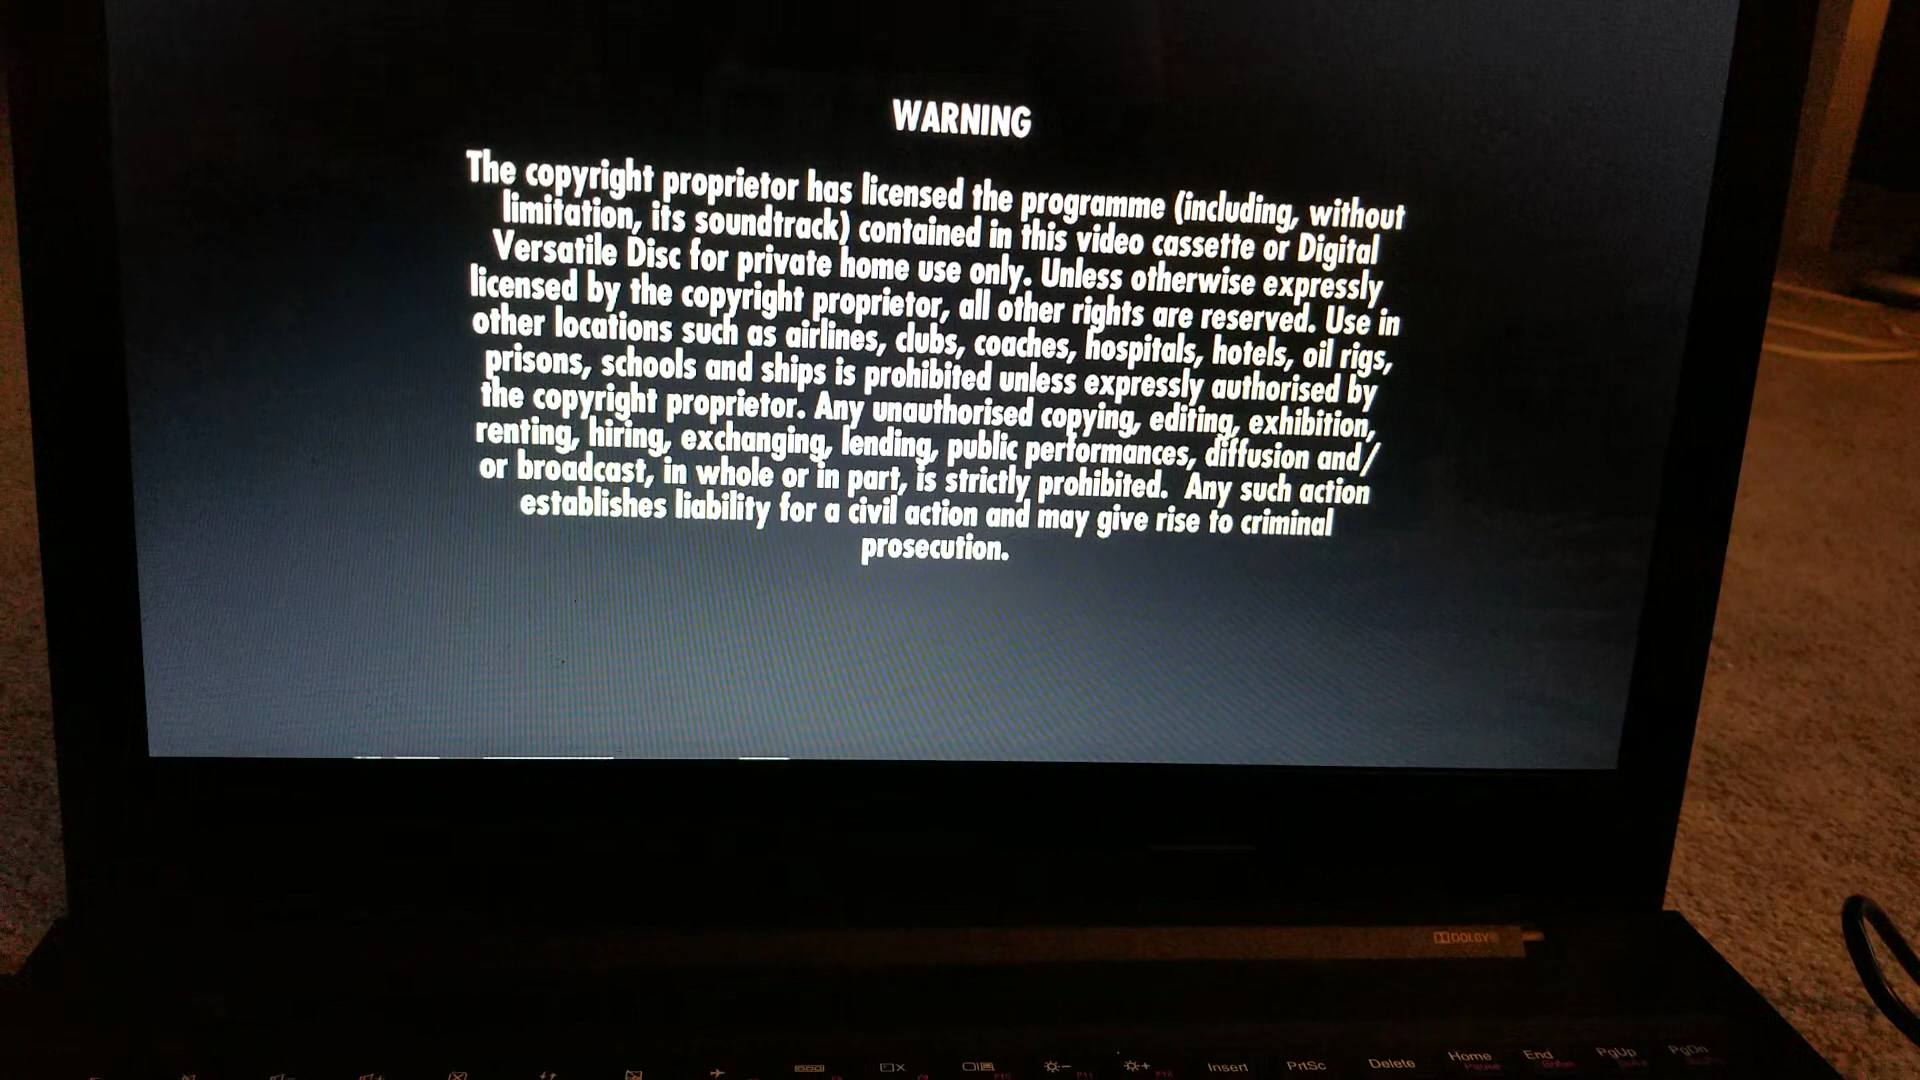 WARNING
The copyright proprietor has licensed the programme (including, without
limitation, its soundtrack) contained in this video cassette or Digital
Versatile Disc for private home use only. Unless otherwise expressly
licensed by the copyright proprietor, all other rights are reserved. Use in
other locations such as airlines, clubs, coaches, hospitals, hotels, oil rigs,
prisons, schools and ships is prohibited unless expressly authorised by
the copyright proprietor. Any unauthorised copying, editing, exhibition,
renting, hiring, exchanging, lending, public performances, diffusion and/
or broadcast, in whole or in part, is strictly prohibited. Any such action
establishes liability for a civil action and may give rise to criminal
prosecution.
DOLBY
Insert PrtSc Delete Home End PgUp PgDn